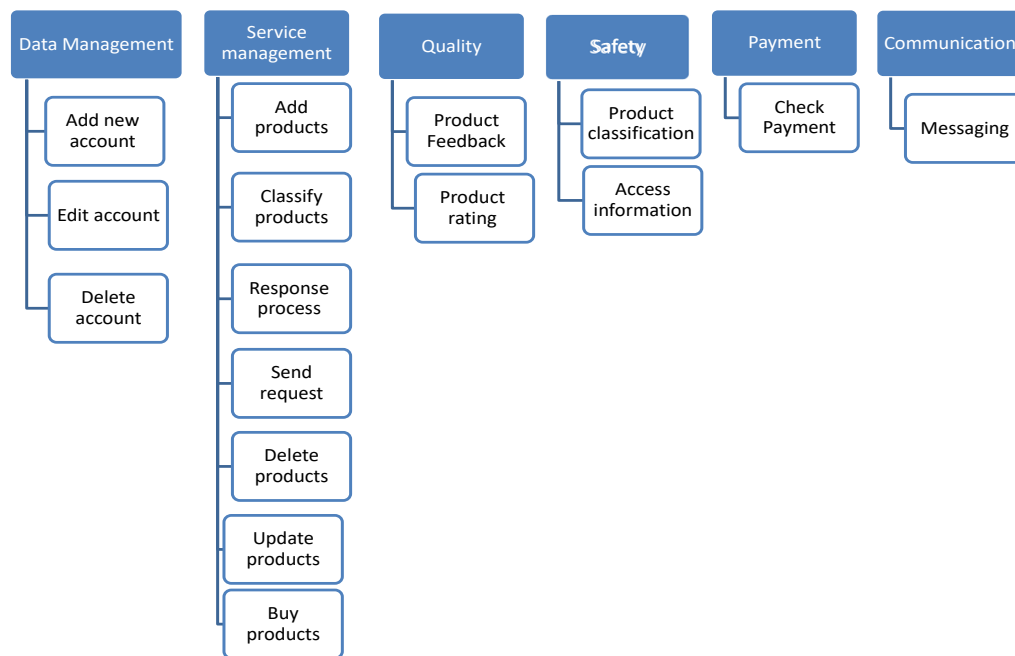 Data Management
Add new
account
Edit account
Delete
account
Service
management
Add
products
Classify
products
Response
process
Send
request
Delete
products
Update
products
Buy
products
Quality
Product
Feedback
Product
rating
Safety
Product
classification
Access
information
Payment
Check
Payment
Communication
Messaging